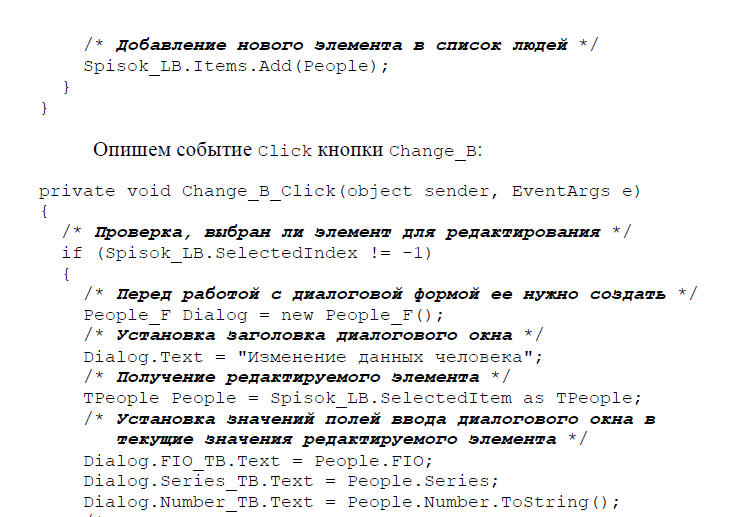 /* Добавление нового элемента в список людей */
Spisok_LB.Items.Add(People);
}
}
Опишем событие Click кнопки Change_B:
private void Change_B_Click(object sender, EventArgs e)
{
/* Проверка, выбран ли элемент для редактирования */
if (Spisok_LB.SelectedIndex != -1)
{
/* Перед работой с диалоговой формой ее нужно создать */
People_F Dialog = new People_F();
/* Установка заголовка диалогового окна */
Dialog.Text = "Изменение данных человека";
/* Получение редактируемого элемента */
TPeople People = Spisok_LB.SelectedItem as TPeople;
/* Установка значений полей ввода диалогового окна в
текущие значения редактируемого элемента */
Dialog.FIO_TB.Text = People.FIO;
Dialog.Series_TB.Text = People.Series;
Dialog.Number_TB.Text = People.Number.ToString();